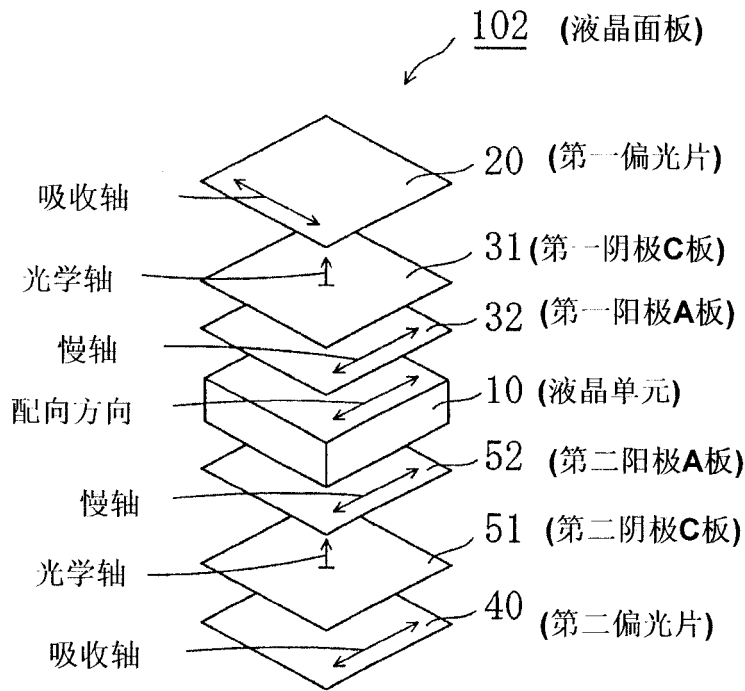 102 (液晶面板)
20 (第一偏光片)
吸收轴
31 (第一阴极C板)
光学轴
32 (第一阳极A板)
慢轴
10 (液晶单元)
配向方向
52 (第二阳极A板)
慢轴
51 (第二阴极C板)
光学轴
40 (第二偏光片)
吸收轴